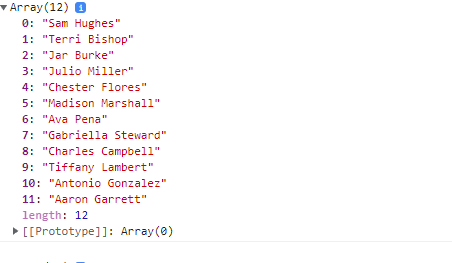 ▼Array(12) i
0: "Sam Hughes"
1: "Terri Bishop"
2: "Jar Burke"
3: "Julio Miller"
4: "Chester Flores"
5: "Madison Marshall"
6: "Ava Pena"
7: "Gabriella Steward"
8: "Charles Campbell"
9: "Tiffany Lambert"
10: "Antonio Gonzalez"
11: "Aaron Garrett"
length: 12
▶[[Prototype]]: Array(0)